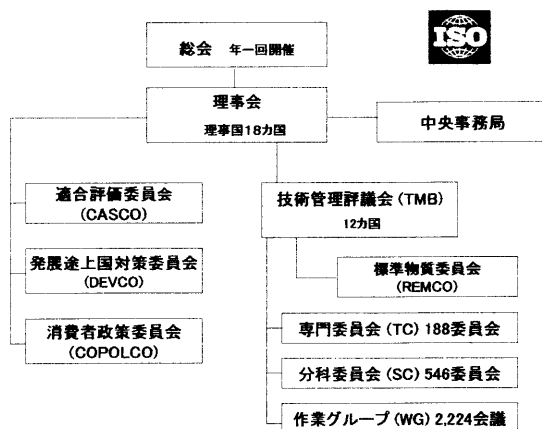 ISO
総会 年一回開催
理事会
理事国18カ国
中央事務局
適合評価委員会
(CASCO)
発展途上国対策委員会
(DEVCO)
消費者政策委員会
(COPOLCO)
技術管理評議会(TMB)
12カ国
標準物質委員会
(REMCO)
専門委員会(TC) 188委員会
分科委員会(SC) 546委員会
作業グループ(WG) 2,224会議